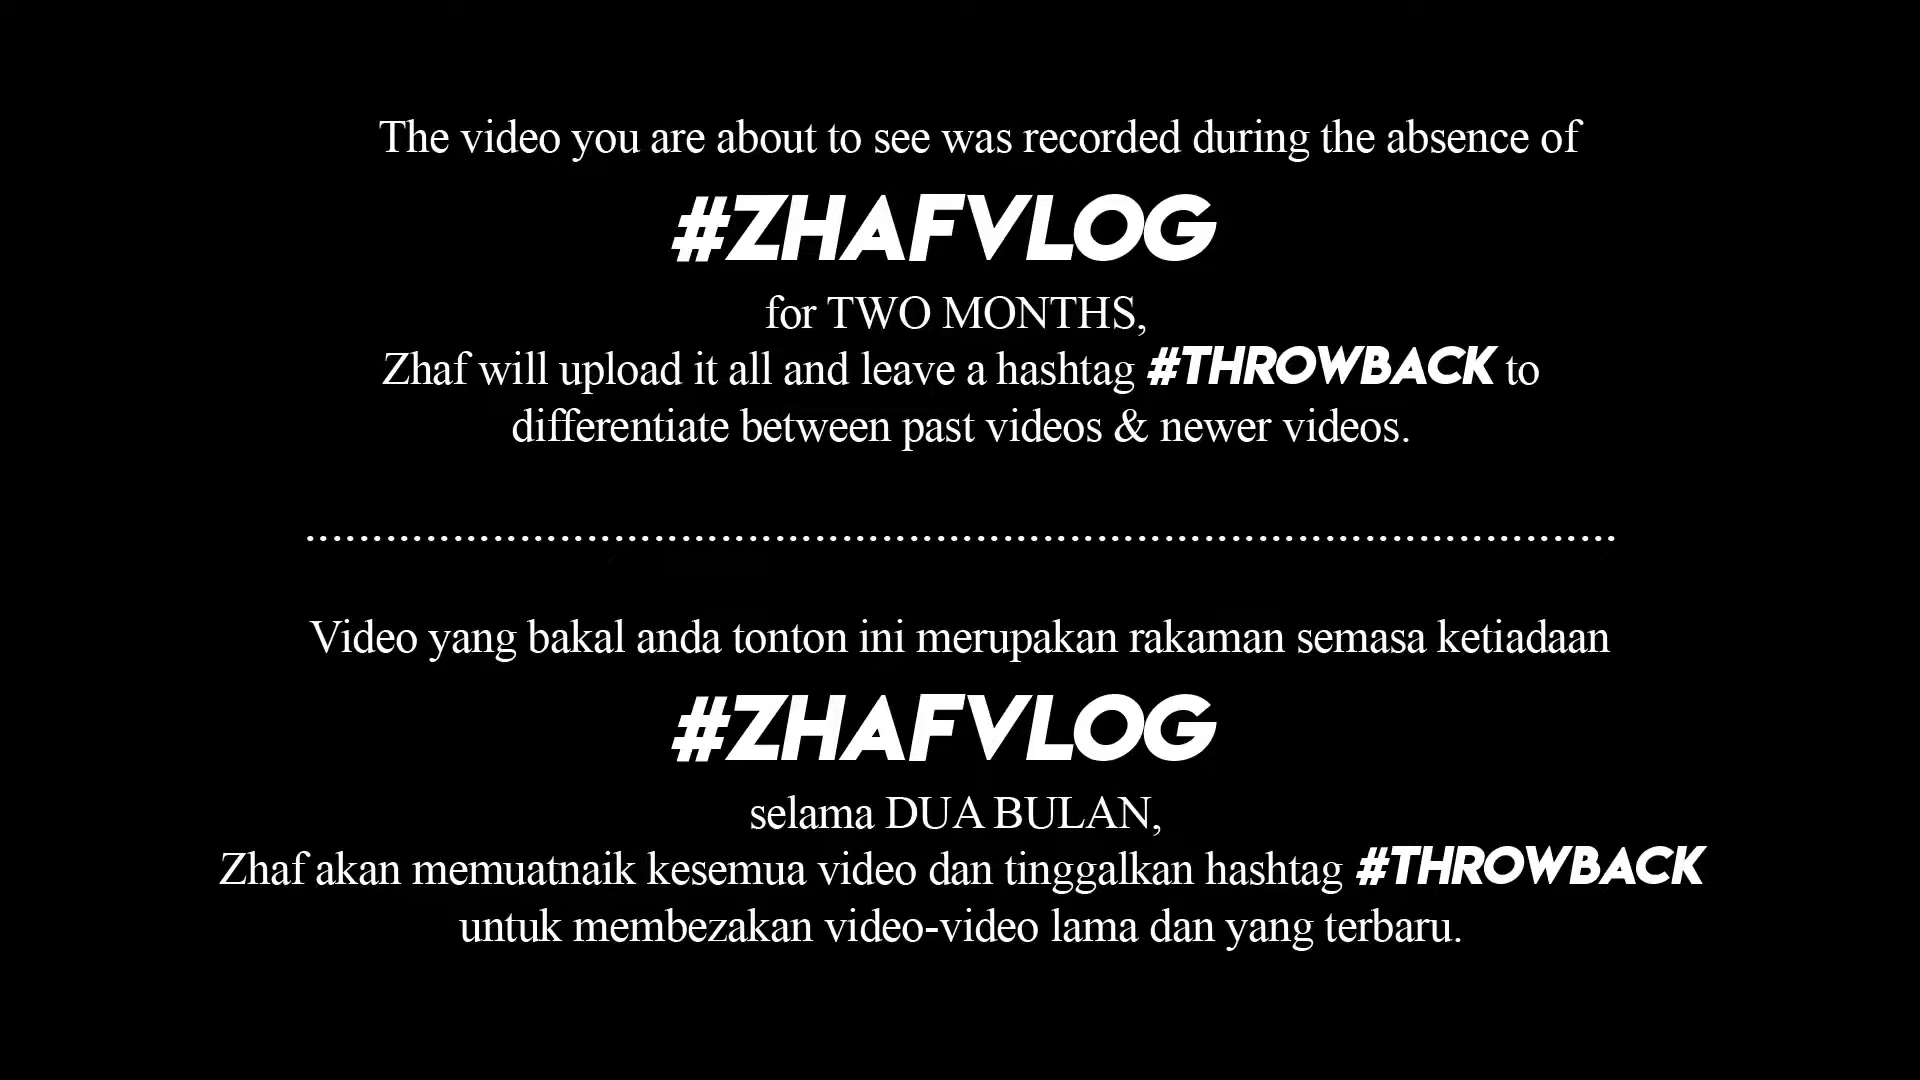 The video you are about to see was recorded during the absence of
#ZHAFVLOG
for TWO MONTHS,
Zhaf will upload it all and leave a hashtag #THROWBACK to
differentiate between past videos & newer videos.
....................................................................................................
Video yang bakal anda tonton ini merupakan rakaman semasa ketiadaan
#ZHAFVLOG
selama DUA BULAN,
Zhaf akan memuatnaik kesemua video dan tinggalkan hashtag #THROWBACK
untuk membezakan video-video lama dan yang terbaru.